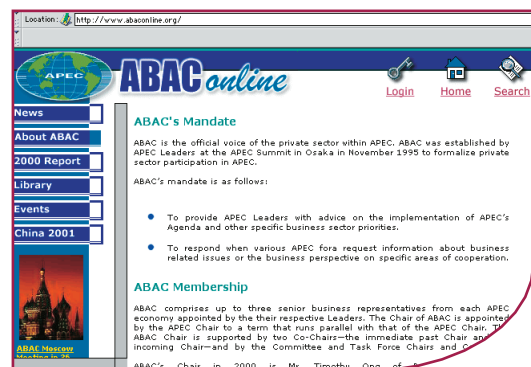 Location: http://www.abaconline.org/
APEC
ABAC online
Login Home Search
News
About ABAC
2000 Report
Library
Events
China 2001
ABAC Moscow
Meeting in 26
ABAC's Mandate
ABAC is the official voice of the private sector within APEC. ABAC was established by
APEC Leaders at the APEC Summit in Osaka in November 1995 to formalize private
sector participation in APEC.
ABAC's mandate is as follows:
To provide APEC Leaders with advice on the implementation of APEC's
Agenda and other specific business sector priorities.
To respond when various APEC fora request information about business
related issues or the business perspective on specific areas of cooperation.
ABAC Membership
ABAC comprises up to three senior business representatives from each APEC
economy appointed by the their respective Leaders. The Chair of ABAC is appointed
by the APEC Chair to a term that runs parallel with that of the APEC Chair.
ABAC Chair is supported by two Co-Chairs—the immediate past Chair
incoming Chair—and by the Committee and Task Force Chairs and
ABAC's Chair in 2000 is Mr. Timothy Ong of